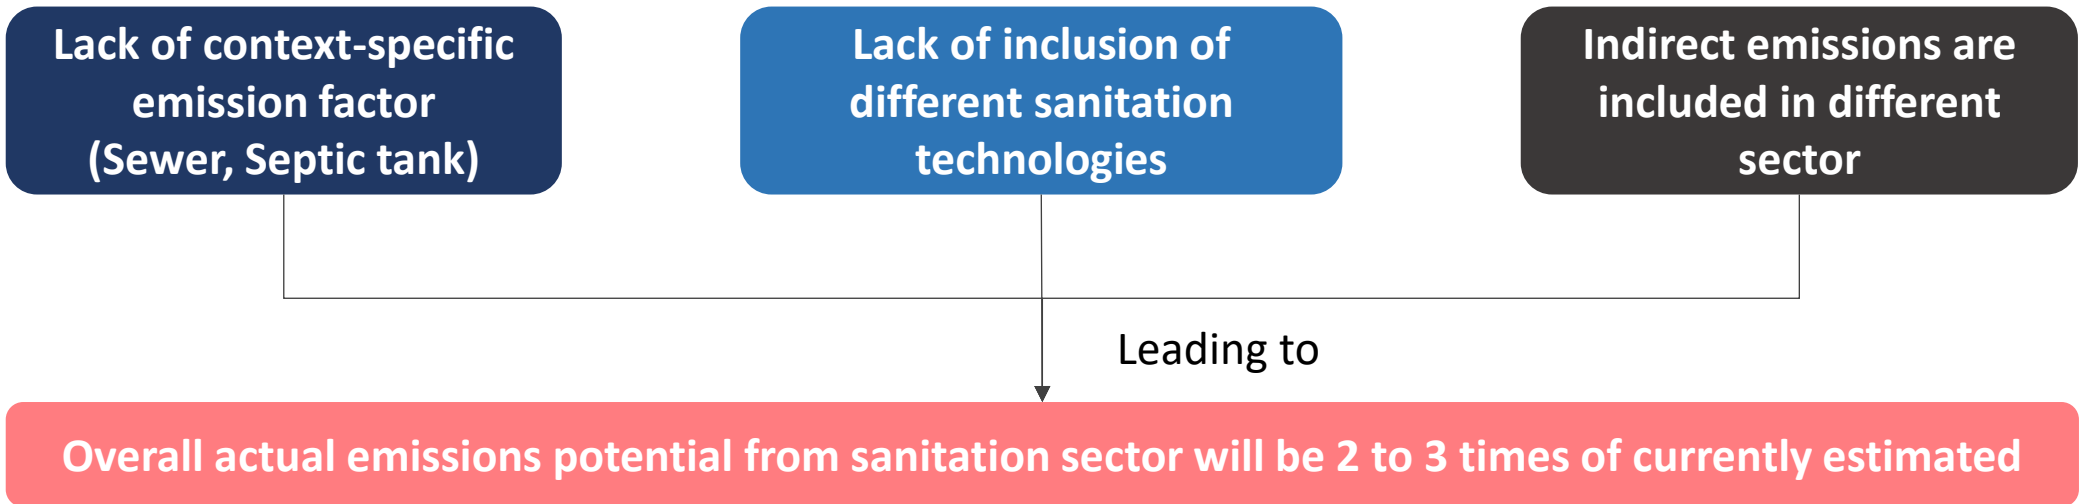 Lack of context-specific
emission factor
(Sewer, Septic tank)
Lack of inclusion of
different sanitation
technologies
Indirect emissions are
included in different
sector
Leading to
Overall actual emissions potential from sanitation sector will be 2 to 3 times of currently estimated